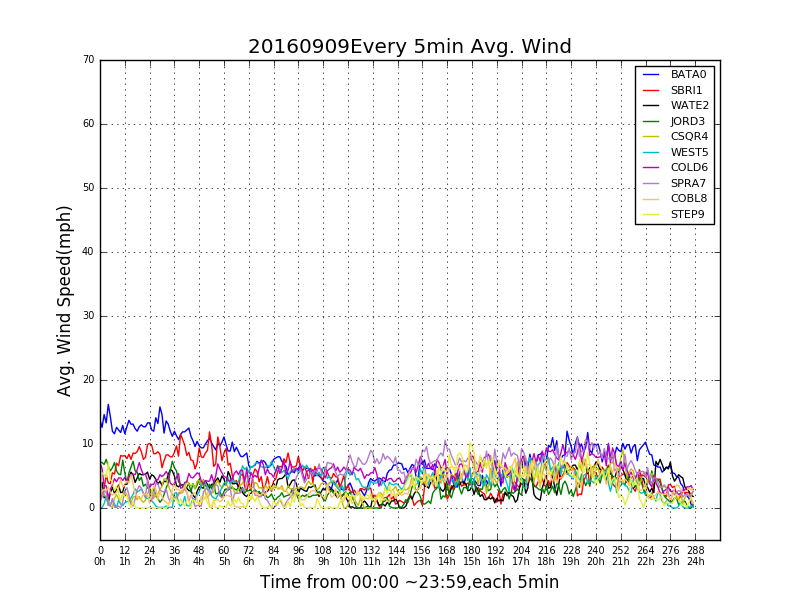 20160909Every 5min Avg. Wind
70
60
50
40
30
20
10
0
Avg. Wind Speed(mph)
BATA0
SBRI1
WATE2
JORD3
CSQR4
WEST5
COLD6
SPRA7
COBL8
STEP9
0 12 24 36 48 60 72 84 96 108 120 132 144 156 168 180 192 204 216 228 240 252 264 276 288
0h 1h 2h 3h 4h 5h 6h 7h 8h 9h 10h 11h 12h 13h 14h 15h 16h 17h 18h 19h 20h 21h 22h 23h 24h
Time from 00:00 ~23:59,each 5min